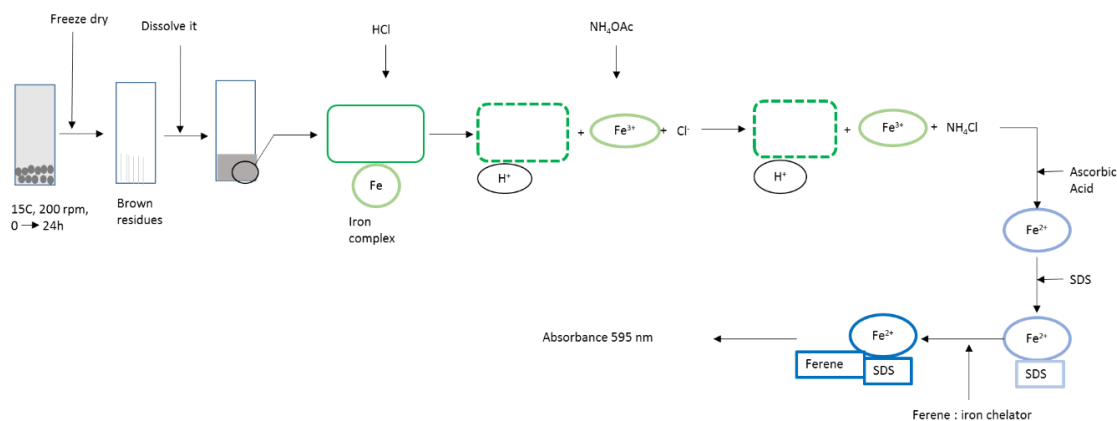 Freeze dry
Dissolve it
HCl
NH₄OAc
Fe
H⁺
+
Fe³⁺
+ Cl⁻
H⁺
+
Fe³⁺
+ NH₄Cl
15C, 200 rpm,
0 → 24h
Brown
residues
Iron
complex
Ascorbic
Acid
Fe²⁺
SDS
Absorbance 595 nm
Fe²⁺
Ferene
SDS
Fe²⁺
SDS
Ferene : iron chelator